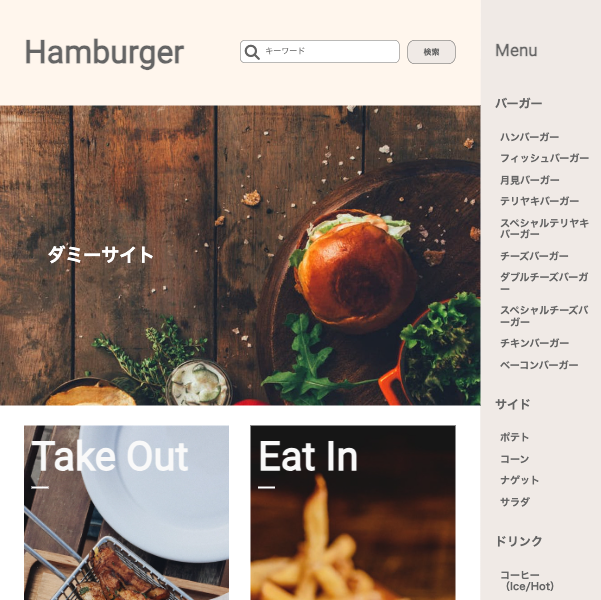 Hamburger
キーワード
検索
ダミーサイト
Take Out
Eat In
Menu
バーガー
ハンバーガー
フィッシュバーガー
月見バーガー
テリヤキバーガー
スペシャルテリヤキ
バーガー
チーズバーガー
ダブルチーズバーガ
ー
スペシャルチーズバ
ーガー
チキンバーガー
ベーコンバーガー
サイド
ポテト
コーン
ナゲット
サラダ
ドリンク
コーヒー
（Ice/Hot）